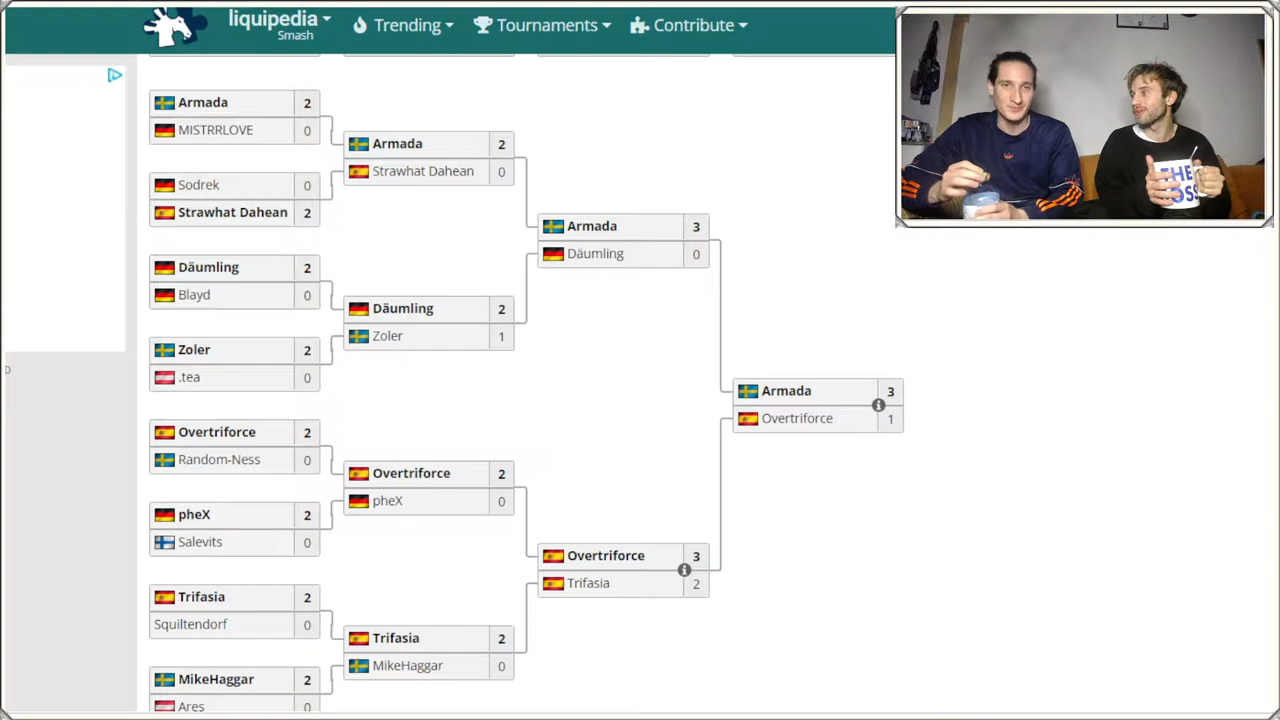 liquipedia
Smash
Trending
Tournaments
Contribute
Armada 2
MISTRRLOVE 0
Sodrek 0
Strawhat Dahean 2
Däumling 2
Blayd 0
Zoler 2
.tea 0
Overtriforce 2
Random-Ness 0
pheX 2
Salevits 0
Trifasia 2
Squiltendorf 0
MikeHaggar 2
Ares 0
Armada 2
Strawhat Dahean 0
Däumling 2
Zoler 1
Overtriforce 2
pheX 0
Trifasia 2
MikeHaggar 0
Armada 3
Däumling 0
Overtriforce 3
Trifasia 2
Armada 3
Overtriforce 1
THE